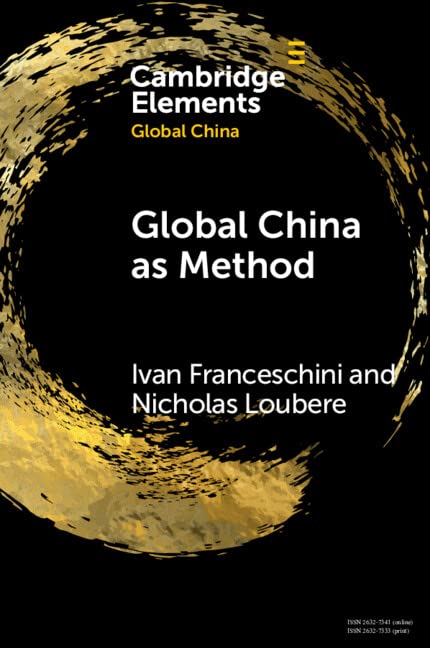 Cambridge
Elements
Global China
Global China
as Method
Ivan Franceschini and
Nicholas Loubere
ISSN 2632-7341 (online)
ISSN 2632-7333 (print)